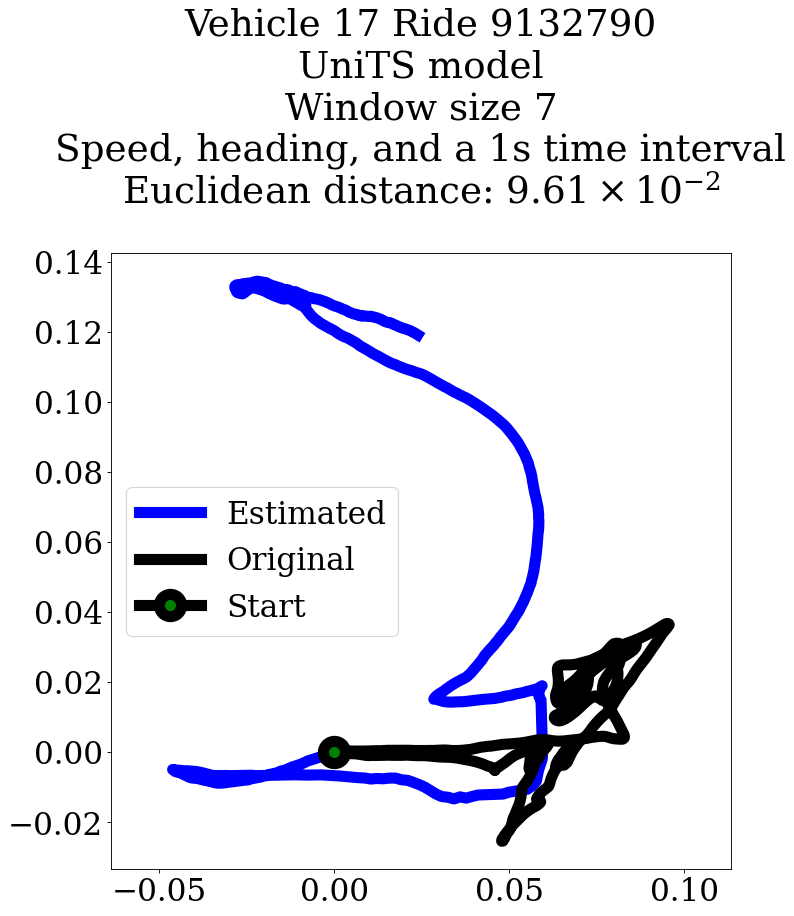 Vehicle 17 Ride 9132790
UniTS model
Window size 7
Speed, heading, and a 1s time interval
Euclidean distance: 9.61 × 10⁻²
0.14
0.12
0.10
0.08
0.06
0.04
0.02
0.00
−0.02
Estimated
Original
Start
−0.05
0.00
0.05
0.10